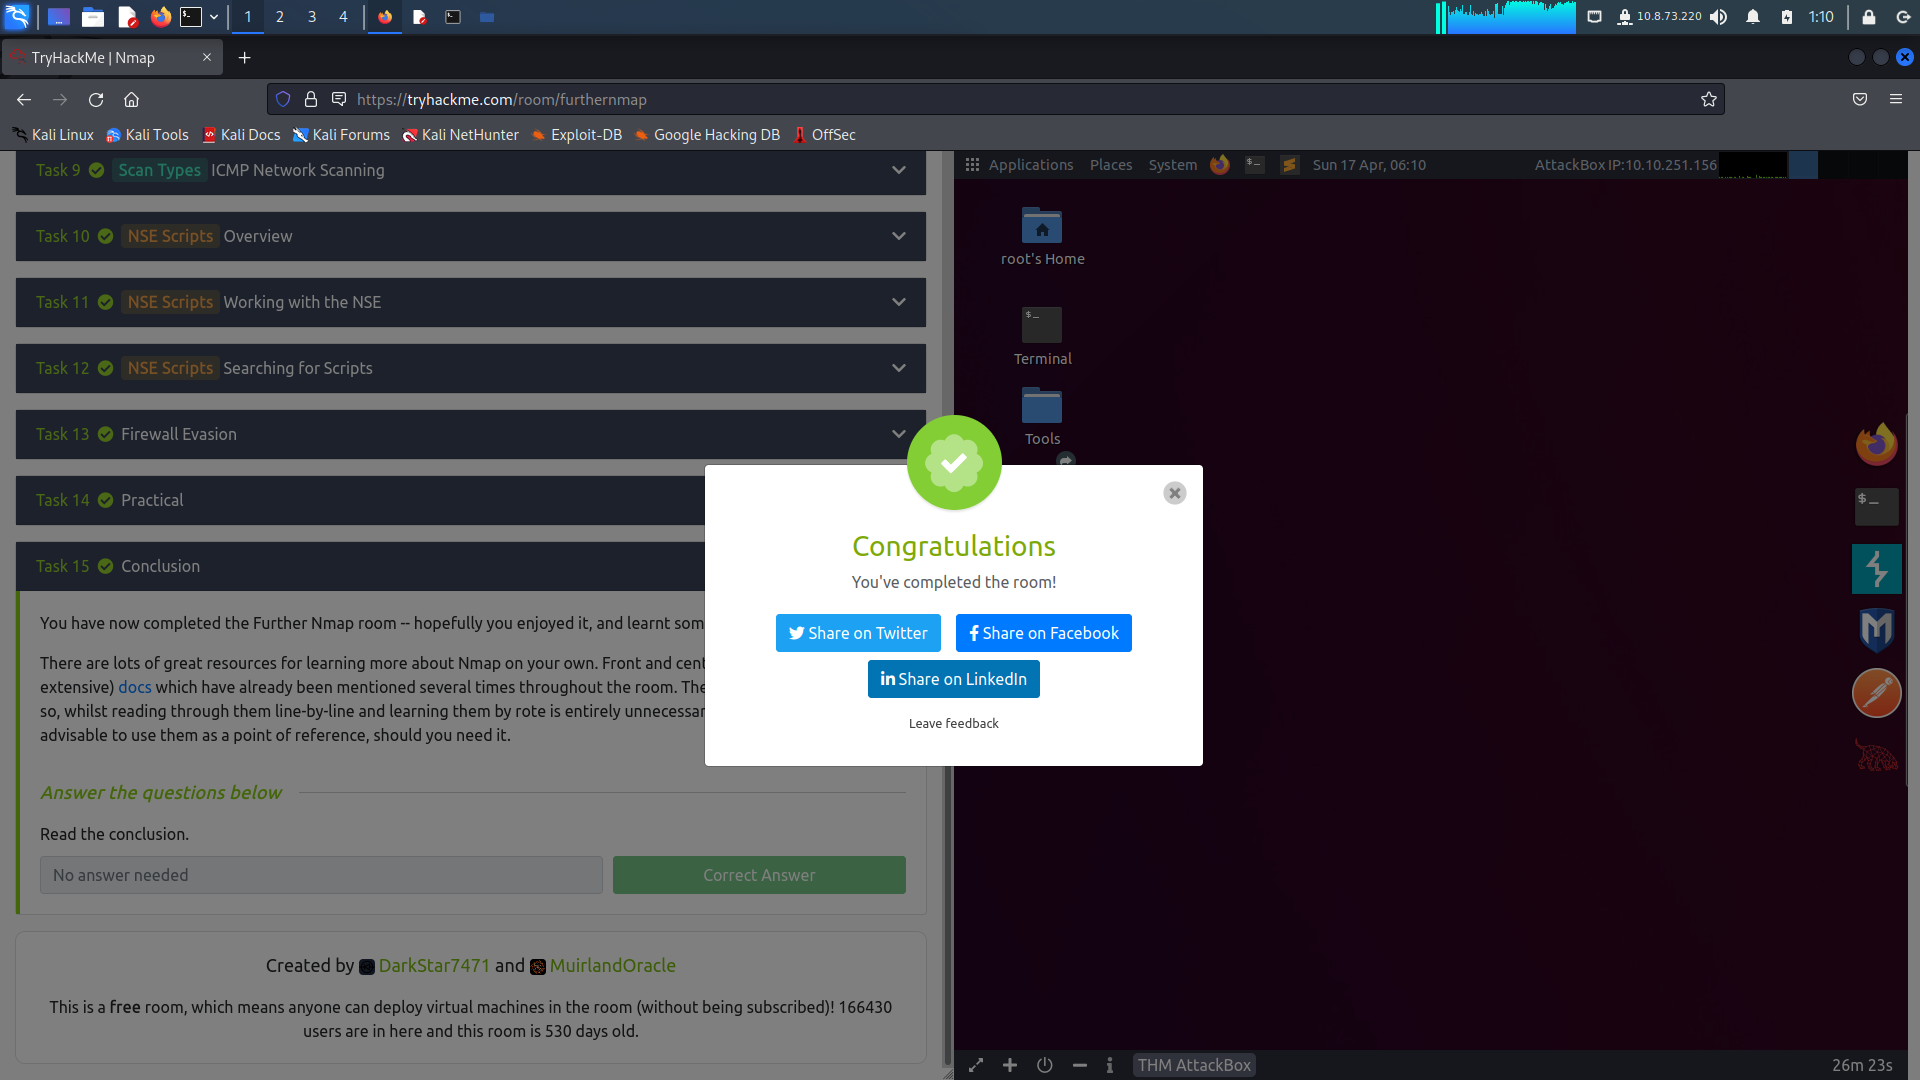 1 2 3 4
10.8.73.220
1:10
TryHackMe | Nmap
https://tryhackme.com/room/furthernmap
Kali Linux Kali Tools Kali Docs Kali Forums Kali NetHunter Exploit-DB Google Hacking DB OffSec
Task 9 Scan Types ICMP Network Scanning
Task 10 NSE Scripts Overview
Task 11 NSE Scripts Working with the NSE
Task 12 NSE Scripts Searching for Scripts
Task 13 Firewall Evasion
Task 14 Practical
Task 15 Conclusion
You have now completed the Further Nmap room -- hopefully you enjoyed it, and learnt som
There are lots of great resources for learning more about Nmap on your own. Front and cent
extensive) docs which have already been mentioned several times throughout the room. The
so, whilst reading through them line-by-line and learning them by rote is entirely unnecessar
advisable to use them as a point of reference, should you need it.
Answer the questions below
Read the conclusion.
No answer needed
Correct Answer
Created by DarkStar7471 and MuirlandOracle
This is a free room, which means anyone can deploy virtual machines in the room (without being subscribed)! 166430
users are in here and this room is 530 days old.
Congratulations
You've completed the room!
Share on Twitter
Share on Facebook
Share on LinkedIn
Leave feedback
Applications Places System
Sun 17 Apr, 06:10
AttackBox IP:10.10.251.156
root's Home
Terminal
Tools
THM AttackBox
26m 23s